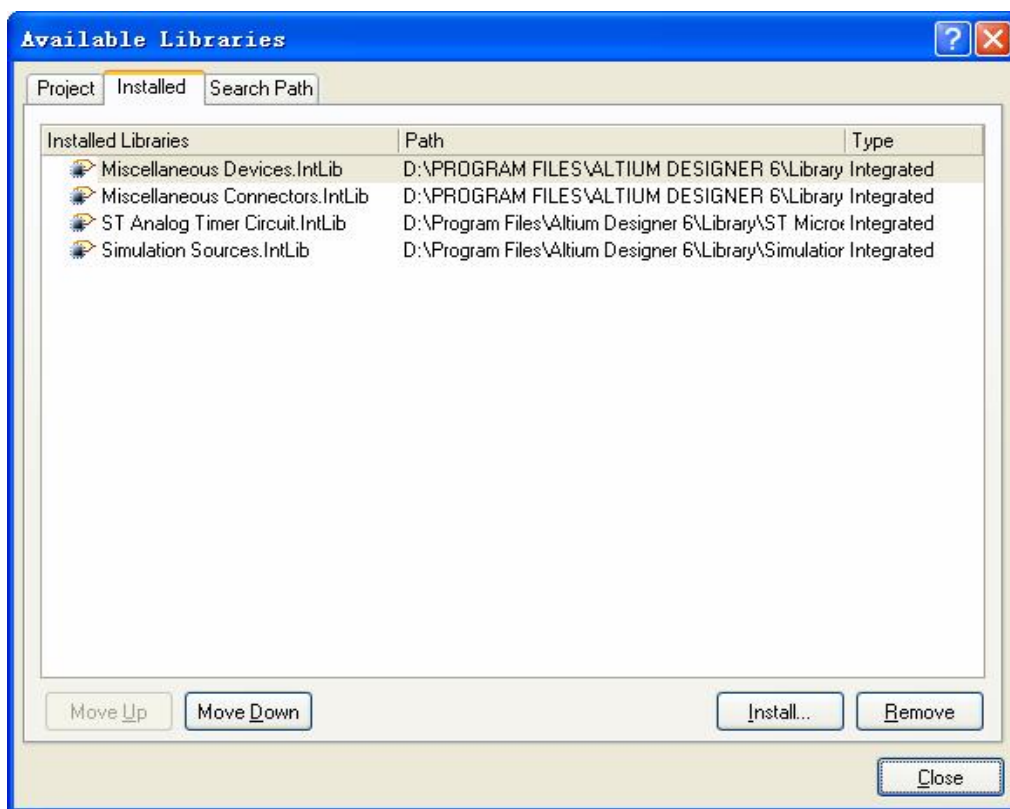 Available Libraries
Project Installed Search Path
Installed Libraries Path Type
Miscellaneous Devices.IntLib D:\PROGRAM FILES\ALTIUM DESIGNER 6\Library Integrated
Miscellaneous Connectors.IntLib D:\PROGRAM FILES\ALTIUM DESIGNER 6\Library Integrated
ST Analog Timer Circuit.IntLib D:\Program Files\Altium Designer 6\Library\ST Micro Integrated
Simulation Sources.IntLib D:\Program Files\Altium Designer 6\Library\Simulation Integrated
Move Up Move Down Install... Remove
Close